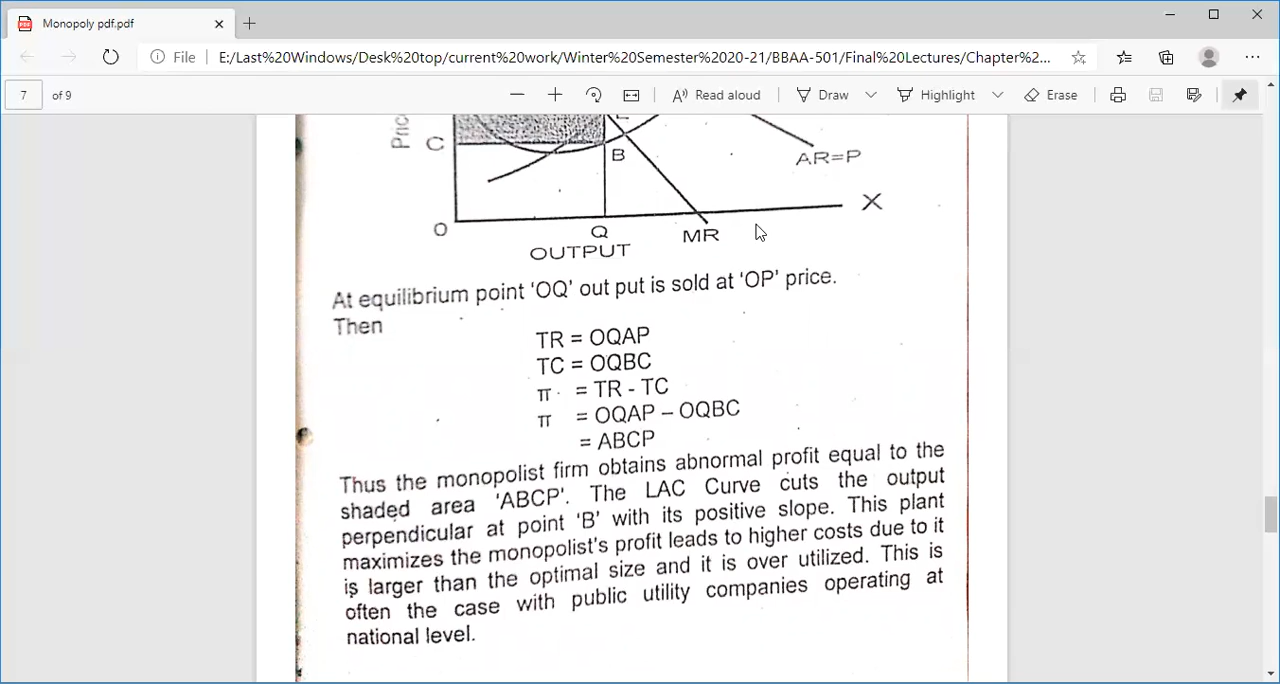 Monopoly pdf.pdf
File E:/Last%20Windows/Desk%20top/current%20work/Winter%20Semester%2020-21/BBAA-501/Final%20Lectures/Chapter%2...
7 of 9 Read aloud Draw Highlight Erase
Pric
C
B
AR=P
X
O
Q
MR
OUTPUT
At equilibrium point 'OQ' out put is sold at 'OP' price.
Then
TR = OQAP
TC = OQBC
π = TR - TC
π = OQAP – OQBC
= ABCP
Thus the monopolist firm obtains abnormal profit equal to the
shaded area 'ABCP'. The LAC Curve cuts the output
perpendicular at point 'B' with its positive slope. This plant
maximizes the monopolist's profit leads to higher costs due to it
is larger than the optimal size and it is over utilized. This is
often the case with public utility companies operating at
national level.